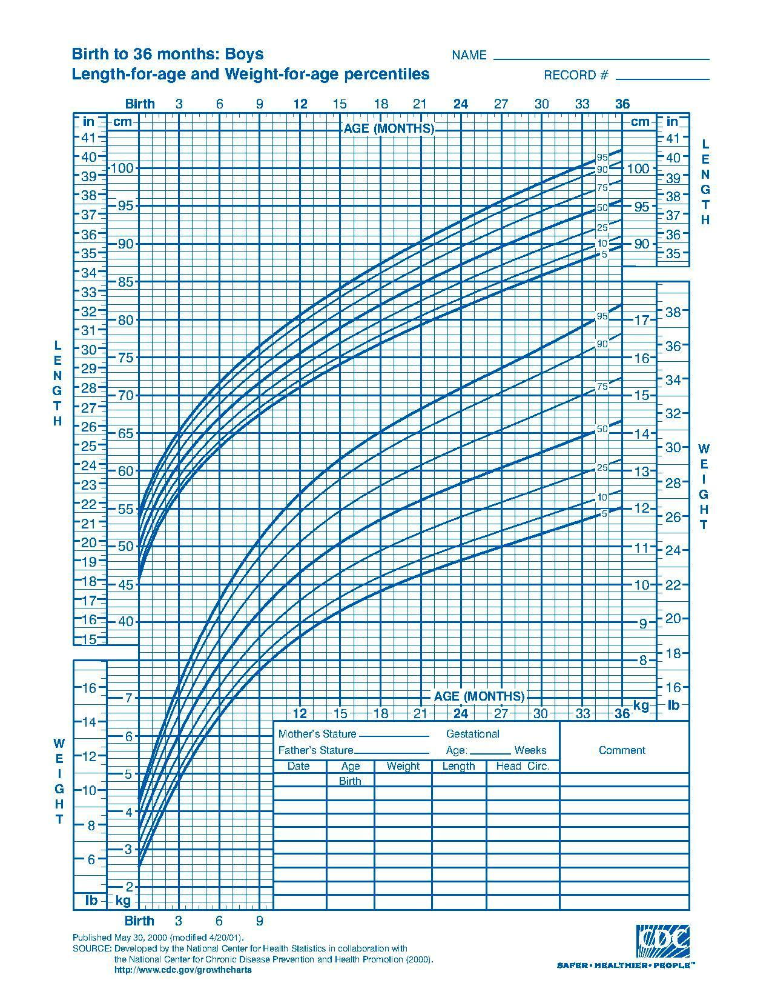 Birth to 36 months: Boys
NAME
Length-for-age and Weight-for-age percentiles
RECORD #
Birth 3 6 9 12 15 18 21 24 27 30 33 36
in cm AGE (MONTHS) cm in
41 41
40 95 40
100 90 100
39 39
38 75 38
95 50 95
37 37
36 25 36
90 10 90
35 5 35
L
E
N
G
T
H
34
85
33
32 95 38
80 17
31
30 90 36
75 16
29
28 75 34
70 15
27 32
26 50
65 14
25 30
24 25
60 13
23 28
22 10
55 5 12
21 26
20
50 11 24
19
18 45 10 22
17
16 40 9 20
15
18
8
L
E
N
G
T
H
W
E
I
G
H
T
16 16
7 AGE (MONTHS)
kg lb
12 15 18 21 24 27 30 33 36
14
6
12
5
10
4
8
3
6
2
lb kg
W
E
I
G
H
T
Mother's Stature Gestational
Father's Stature Age: Weeks Comment
Date Age Weight Length Head Circ.
Birth
Birth 3 6 9
Published May 30, 2000 (modified 4/20/01).
SOURCE: Developed by the National Center for Health Statistics in collaboration with
the National Center for Chronic Disease Prevention and Health Promotion (2000).
http://www.cdc.gov/growthcharts
CDC
SAFER • HEALTHIER • PEOPLE™